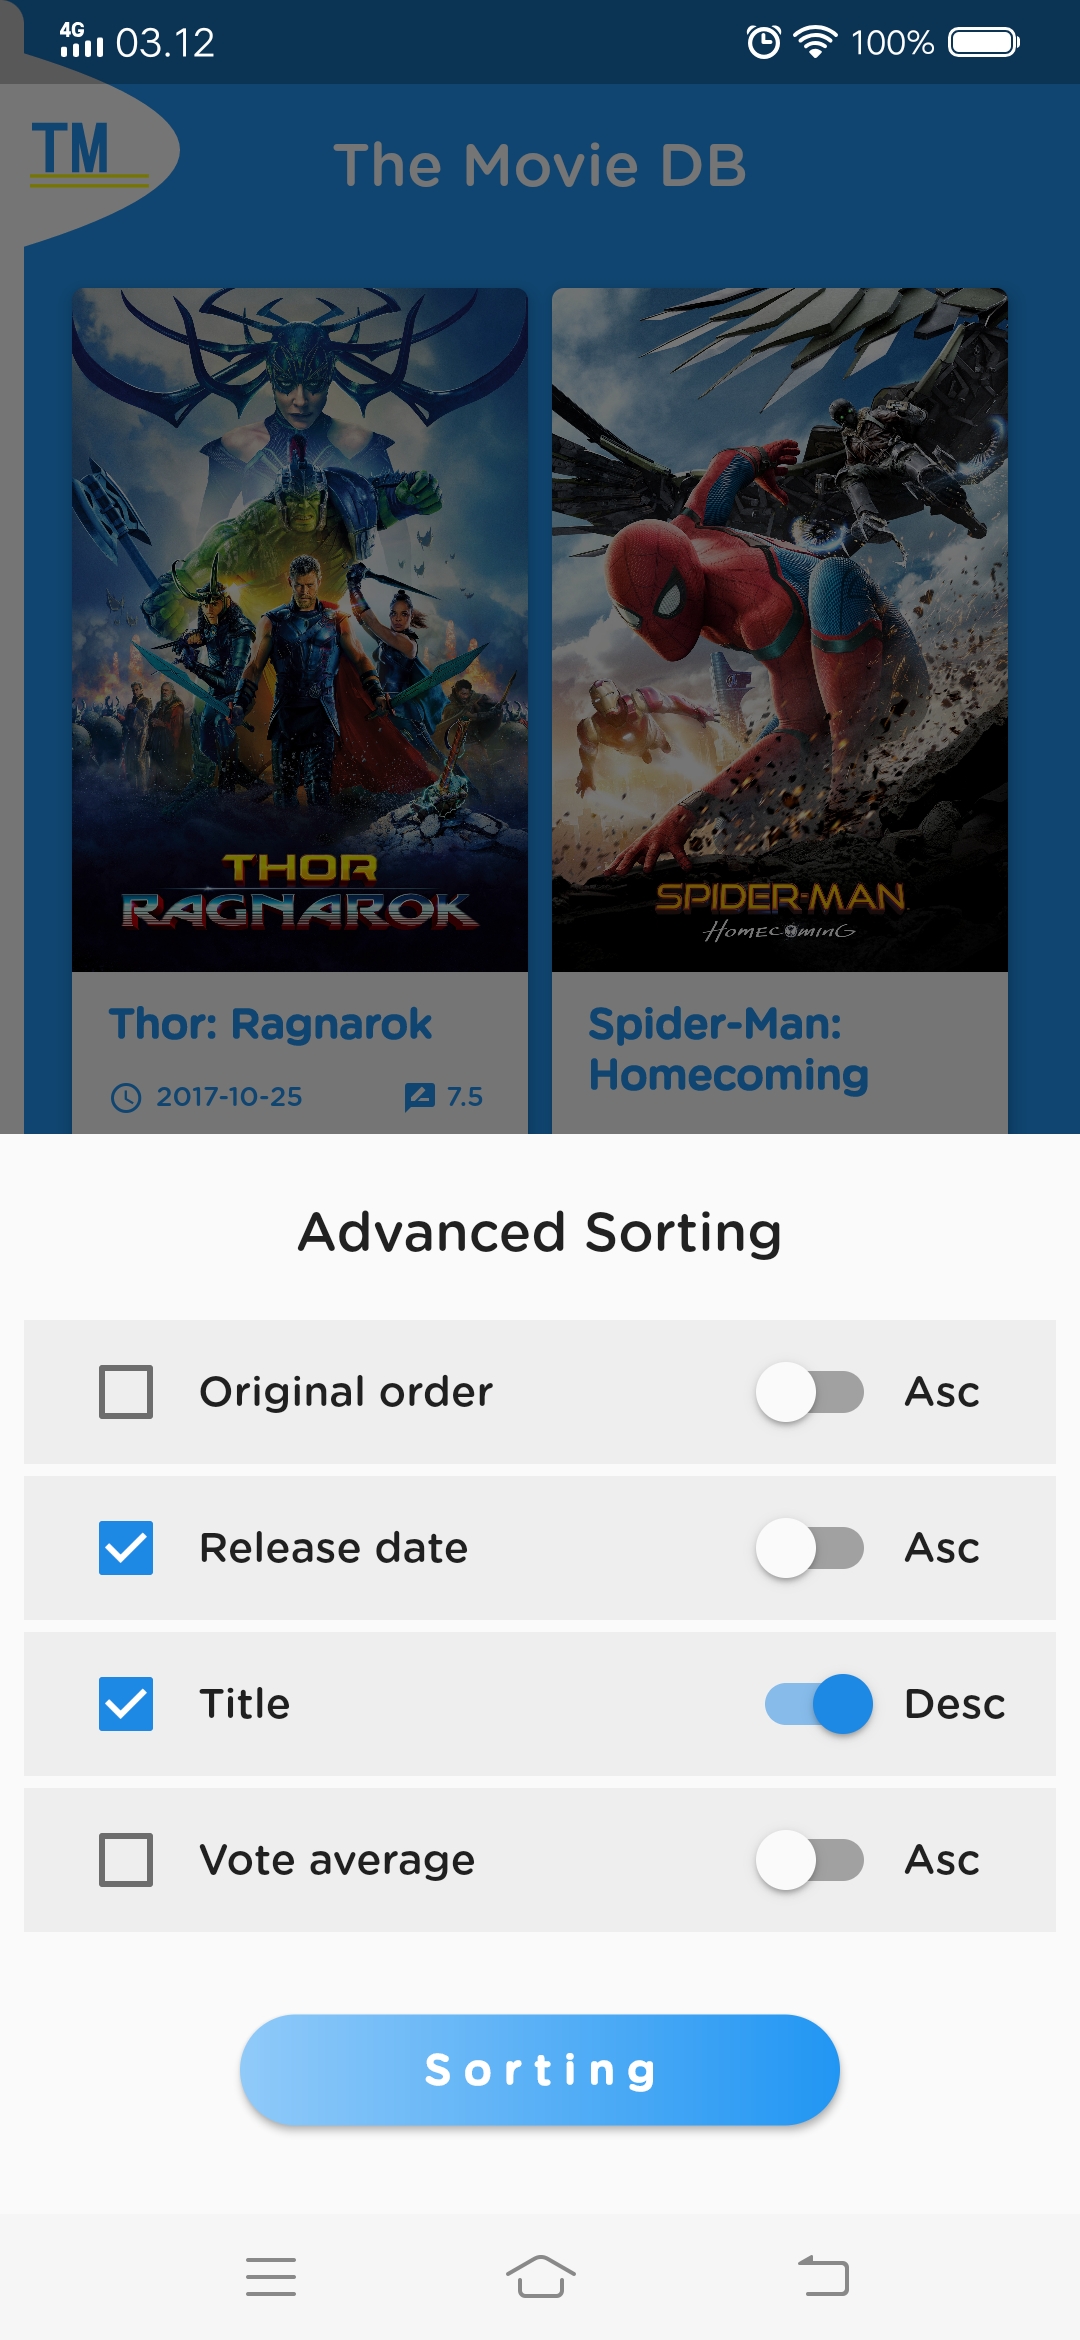 4G 03.12 100%
TM
The Movie DB
THOR
RAGNAROK
SPIDER-MAN
HOMECOMING
Thor: Ragnarok
2017-10-25 7.5
Spider-Man:
Homecoming
Advanced Sorting
Original order Asc
Release date Asc
Title Desc
Vote average Asc
Sorting